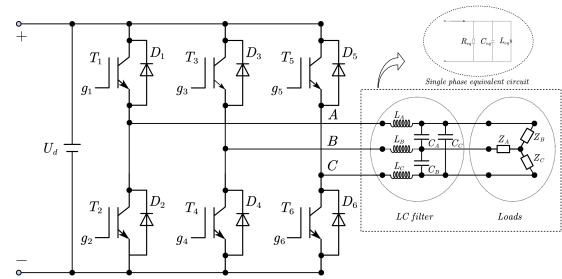 +
T1 D1 T3 D3 T5 D5
g1 g3 g5
Ud
A
B
C
T2 D2 T4 D4 T6 D6
g2 g4 g6
−
Req Ceq Leq
Single phase equivalent circuit
LA
LB CA CC
LC CB
ZA ZB
ZC
LC filter Loads